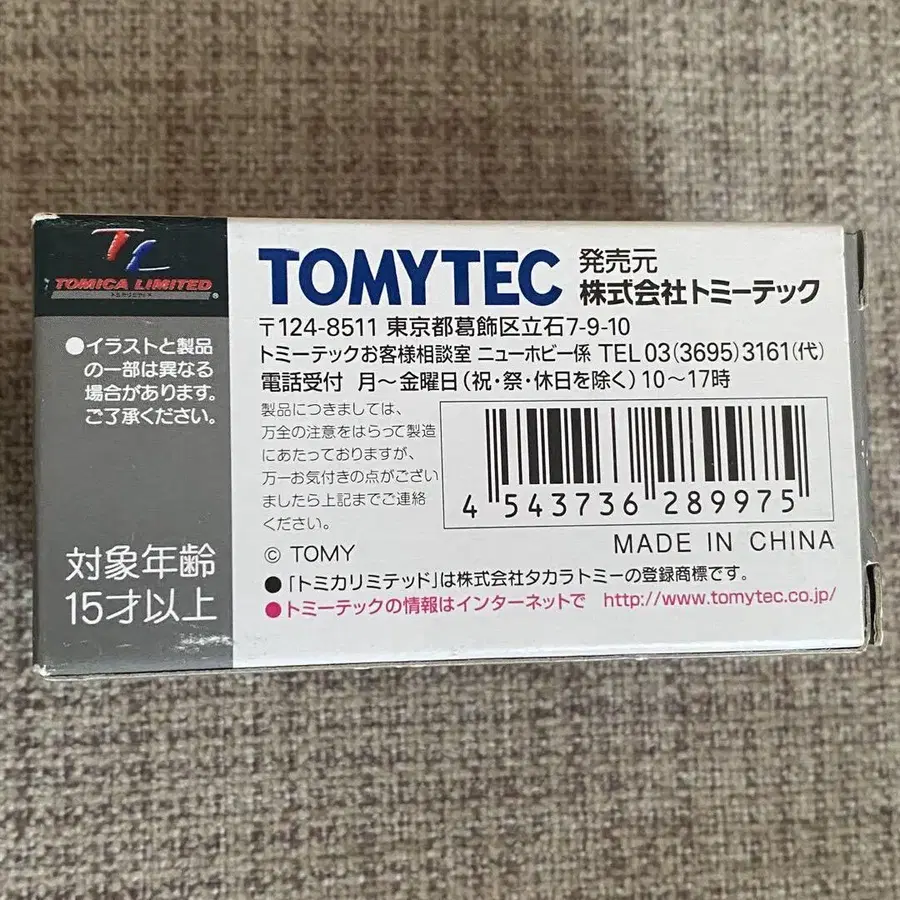 TL
TOMICA LIMITED
トミカリミテッド
®
●イラストと製品
の一部は異なる
場合があります。
ご了承ください。
対象年齢
15才以上
TOMYTEC
発売元
株式会社トミーテック
〒124-8511 東京都葛飾区立石7-9-10
トミーテックお客様相談室 ニューホビー係 TEL 03(3695)3161(代)
電話受付 月〜金曜日(祝・祭・休日を除く)10〜17時
製品につきましては、
万全の注意をはらって製造
にあたっておりますが、
万一お気付きの点がござい
ましたら上記までご連絡
ください。
4 543736 289975
© TOMY
MADE IN CHINA
●「トミカリミテッド」は株式会社タカラトミーの登録商標です。
●トミーテックの情報はインターネットで http://www.tomytec.co.jp/